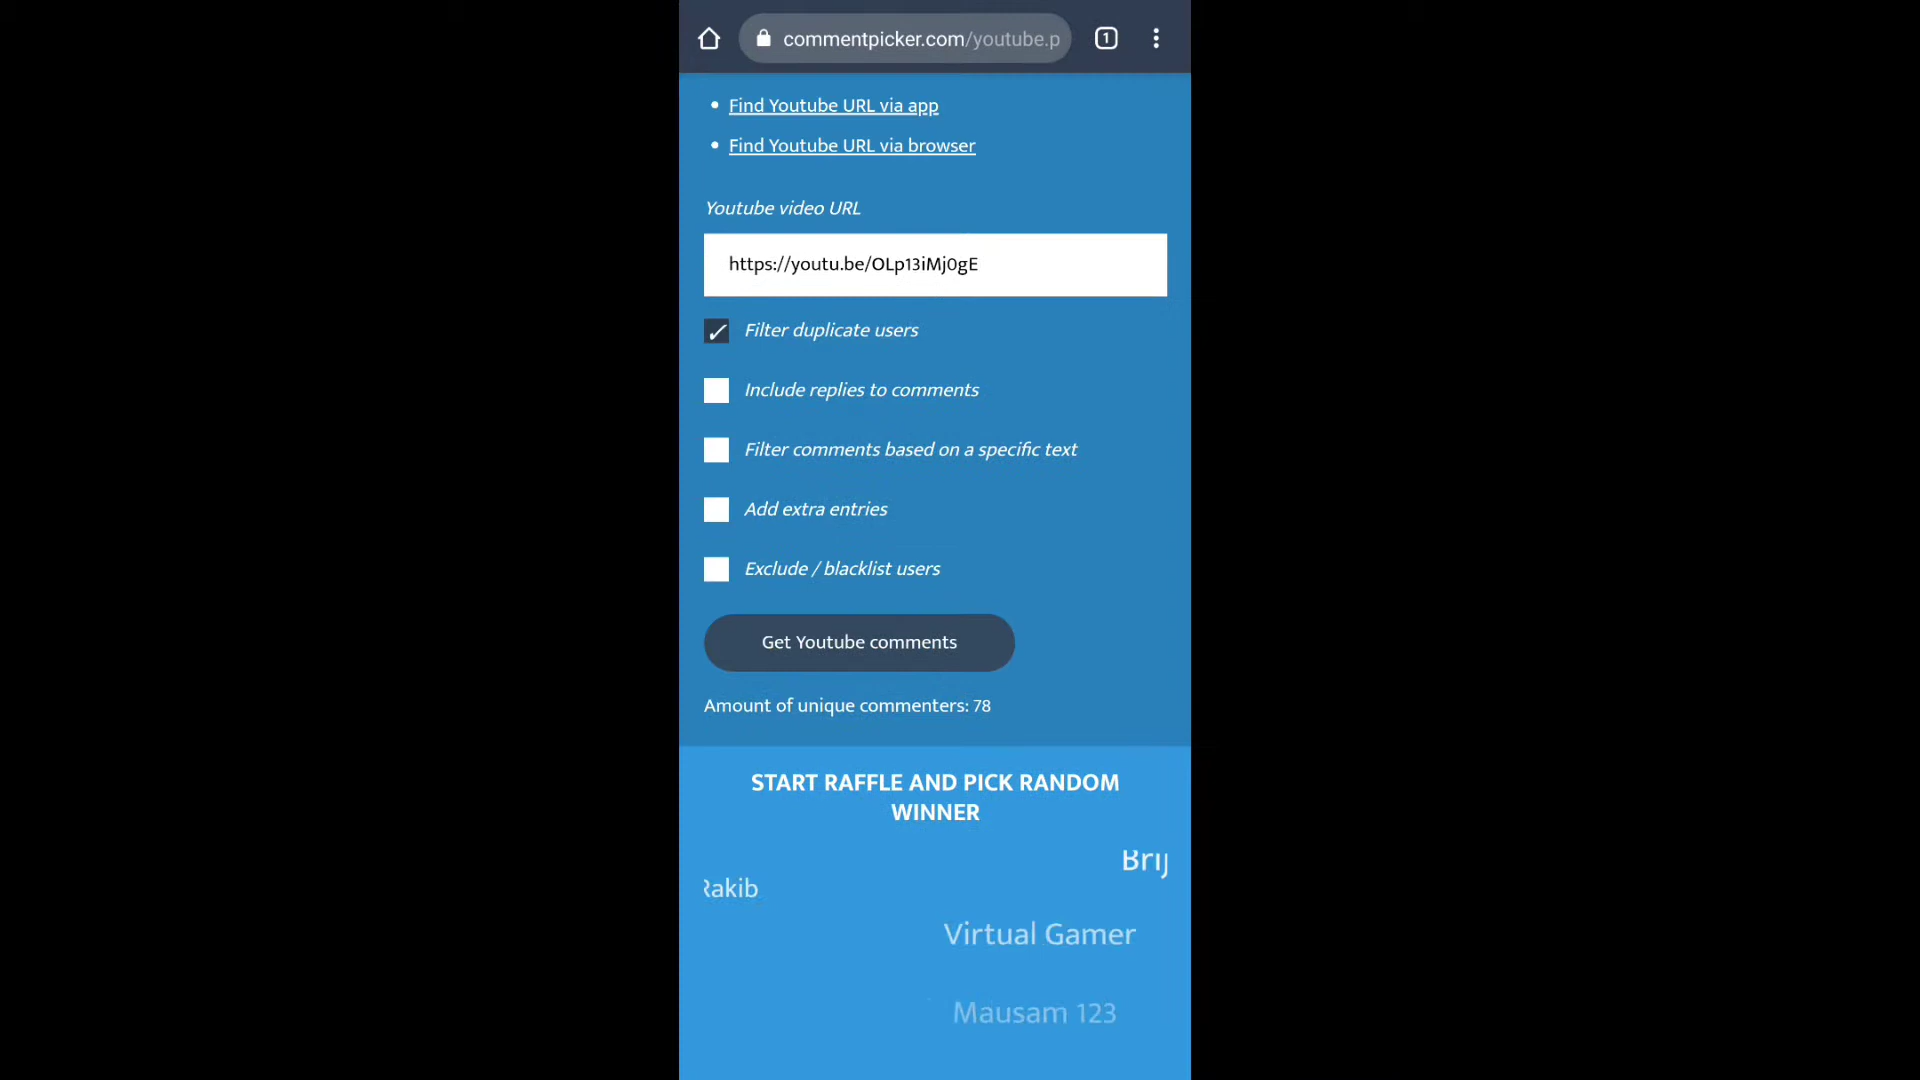 commentpicker.com/youtube.p
1
Find Youtube URL via app
Find Youtube URL via browser
Youtube video URL
https://youtu.be/OLp13iMj0gE
Filter duplicate users
Include replies to comments
Filter comments based on a specific text
Add extra entries
Exclude / blacklist users
Get Youtube comments
Amount of unique commenters: 78
START RAFFLE AND PICK RANDOM
WINNER
Brij
Rakib
Virtual Gamer
Mausam 123